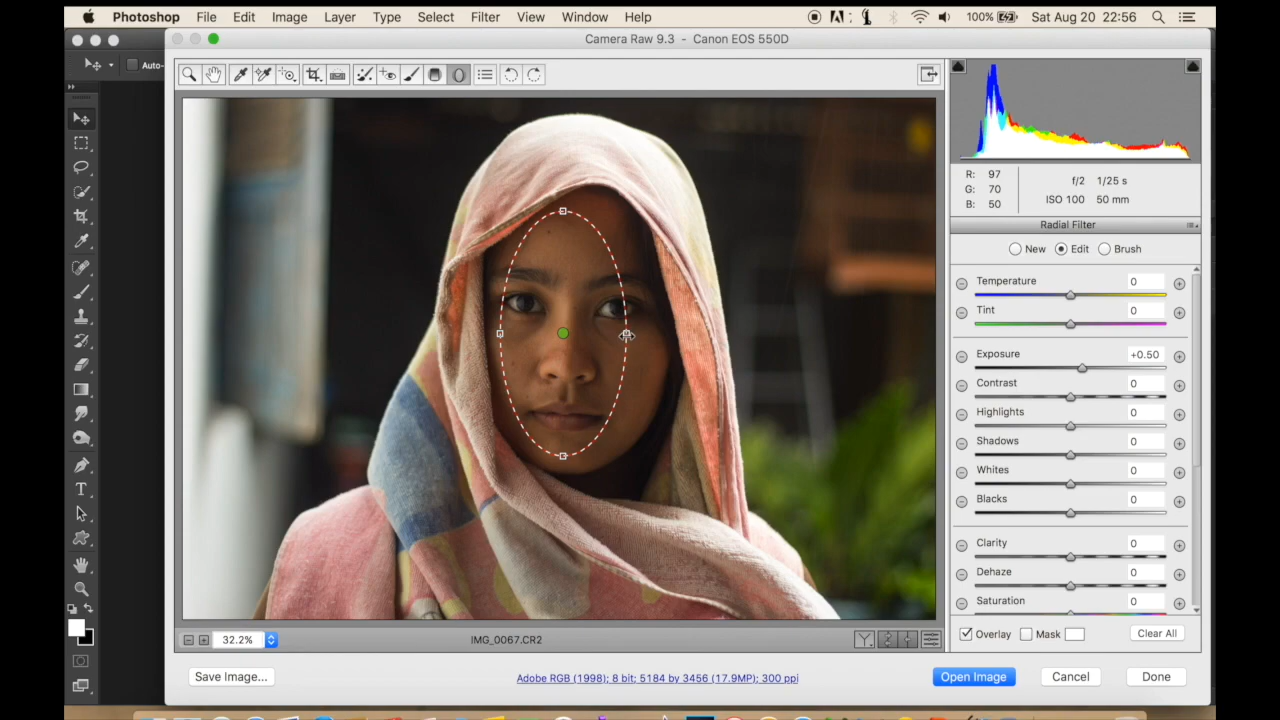 Photoshop File Edit Image Layer Type Select Filter View Window Help 100% Sat Aug 20 22:56
Camera Raw 9.3 - Canon EOS 550D
Auto-
R: 97
G: 70
B: 50
f/2 1/25 s
ISO 100 50 mm
Radial Filter
New Edit Brush
Temperature 0
Tint 0
Exposure +0.50
Contrast 0
Highlights 0
Shadows 0
Whites 0
Blacks 0
Clarity 0
Dehaze 0
Saturation 0
Overlay Mask Clear All
32.2% IMG_0067.CR2
Save Image... Adobe RGB (1998); 8 bit; 5184 by 3456 (17.9MP); 300 ppi Open Image Cancel Done